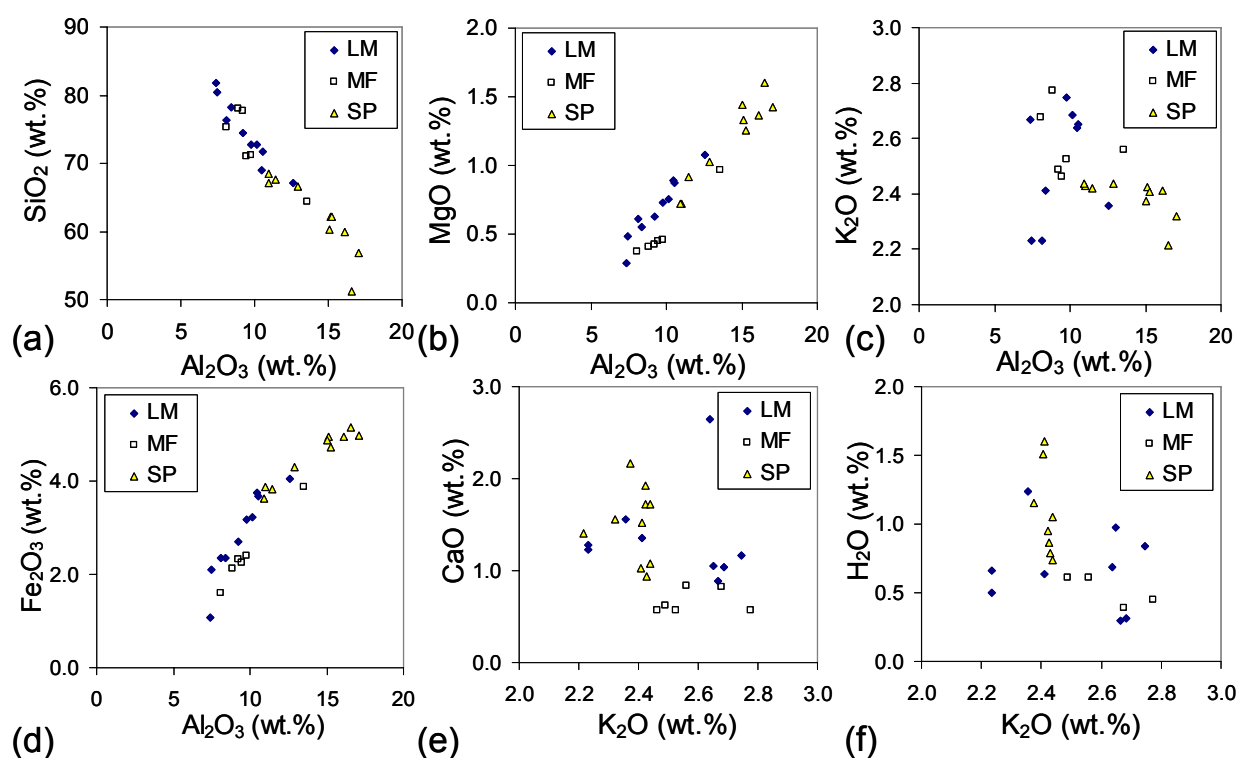 90
80
70
60
50
SiO₂ (wt.%)
0 5 10 15 20
Al₂O₃ (wt.%)
LM
MF
SP
(a)
2.0
1.5
1.0
0.5
0.0
MgO (wt.%)
0 5 10 15 20
Al₂O₃ (wt.%)
LM
MF
SP
(b)
3.0
2.8
2.6
2.4
2.2
2.0
K₂O (wt.%)
0 5 10 15 20
Al₂O₃ (wt.%)
LM
MF
SP
(c)
6.0
4.0
2.0
0.0
Fe₂O₃ (wt.%)
0 5 10 15 20
Al₂O₃ (wt.%)
LM
MF
SP
(d)
3.0
2.0
1.0
0.0
CaO (wt.%)
2.0 2.2 2.4 2.6 2.8 3.0
K₂O (wt.%)
LM
MF
SP
(e)
2.0
1.5
1.0
0.5
0.0
H₂O (wt.%)
2.0 2.2 2.4 2.6 2.8 3.0
K₂O (wt.%)
LM
MF
SP
(f)